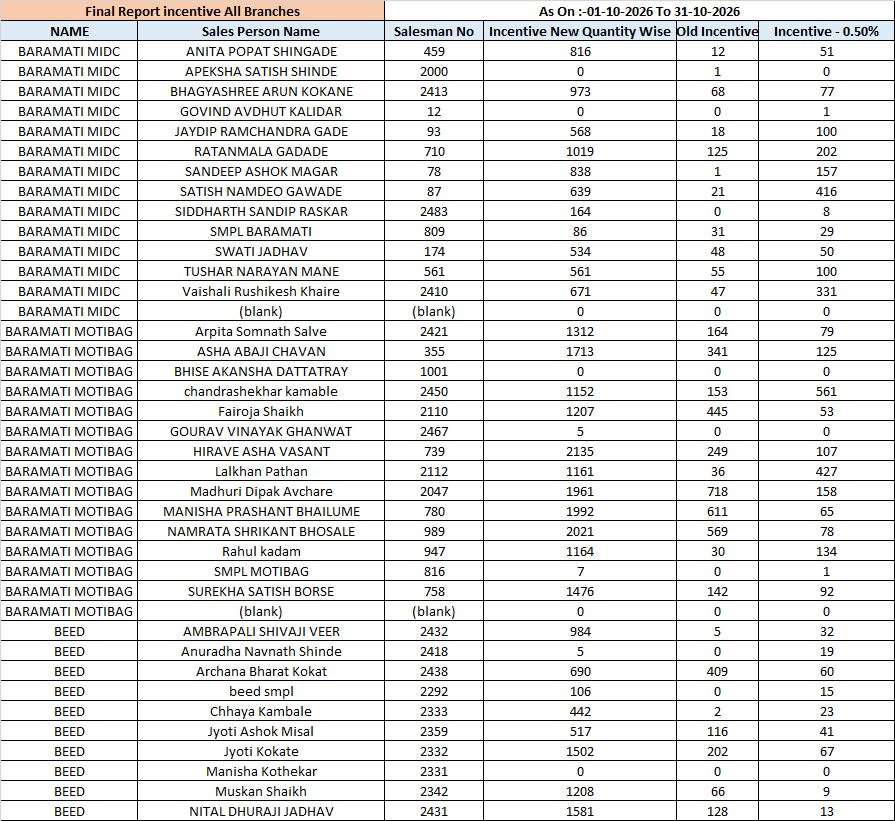 Final Report incentive All Branches As On :-01-10-2026 To 31-10-2026
NAME Sales Person Name Salesman No Incentive New Quantity Wise Old Incentive Incentive - 0.50%
BARAMATI MIDC ANITA POPAT SHINGADE 459 816 12 51
BARAMATI MIDC APEKSHA SATISH SHINDE 2000 0 1 0
BARAMATI MIDC BHAGYASHREE ARUN KOKANE 2413 973 68 77
BARAMATI MIDC GOVIND AVDHUT KALIDAR 12 0 0 1
BARAMATI MIDC JAYDIP RAMCHANDRA GADE 93 568 18 100
BARAMATI MIDC RATANMALA GADADE 710 1019 125 202
BARAMATI MIDC SANDEEP ASHOK MAGAR 78 838 1 157
BARAMATI MIDC SATISH NAMDEO GAWADE 87 639 21 416
BARAMATI MIDC SIDDHARTH SANDIP RASKAR 2483 164 0 8
BARAMATI MIDC SMPL BARAMATI 809 86 31 29
BARAMATI MIDC SWATI JADHAV 174 534 48 50
BARAMATI MIDC TUSHAR NARAYAN MANE 561 561 55 100
BARAMATI MIDC Vaishali Rushikesh Khaire 2410 671 47 331
BARAMATI MIDC (blank) (blank) 0 0 0
BARAMATI MOTIBAG Arpita Somnath Salve 2421 1312 164 79
BARAMATI MOTIBAG ASHA ABAJI CHAVAN 355 1713 341 125
BARAMATI MOTIBAG BHISE AKANSHA DATTATRAY 1001 0 0 0
BARAMATI MOTIBAG chandrashekhar kamable 2450 1152 153 561
BARAMATI MOTIBAG Fairoja Shaikh 2110 1207 445 53
BARAMATI MOTIBAG GOURAV VINAYAK GHANWAT 2467 5 0 0
BARAMATI MOTIBAG HIRAVE ASHA VASANT 739 2135 249 107
BARAMATI MOTIBAG Lalkhan Pathan 2112 1161 36 427
BARAMATI MOTIBAG Madhuri Dipak Avchare 2047 1961 718 158
BARAMATI MOTIBAG MANISHA PRASHANT BHAILUME 780 1992 611 65
BARAMATI MOTIBAG NAMRATA SHRIKANT BHOSALE 989 2021 569 78
BARAMATI MOTIBAG Rahul kadam 947 1164 30 134
BARAMATI MOTIBAG SMPL MOTIBAG 816 7 0 1
BARAMATI MOTIBAG SUREKHA SATISH BORSE 758 1476 142 92
BARAMATI MOTIBAG (blank) (blank) 0 0 0
BEED AMBRAPALI SHIVAJI VEER 2432 984 5 32
BEED Anuradha Navnath Shinde 2418 5 0 19
BEED Archana Bharat Kokat 2438 690 409 60
BEED beed smpl 2292 106 0 15
BEED Chhaya Kambale 2333 442 2 23
BEED Jyoti Ashok Misal 2359 517 116 41
BEED Jyoti Kokate 2332 1502 202 67
BEED Manisha Kothekar 2331 0 0 0
BEED Muskan Shaikh 2342 1208 66 9
BEED NITAL DHURAJI JADHAV 2431 1581 128 13